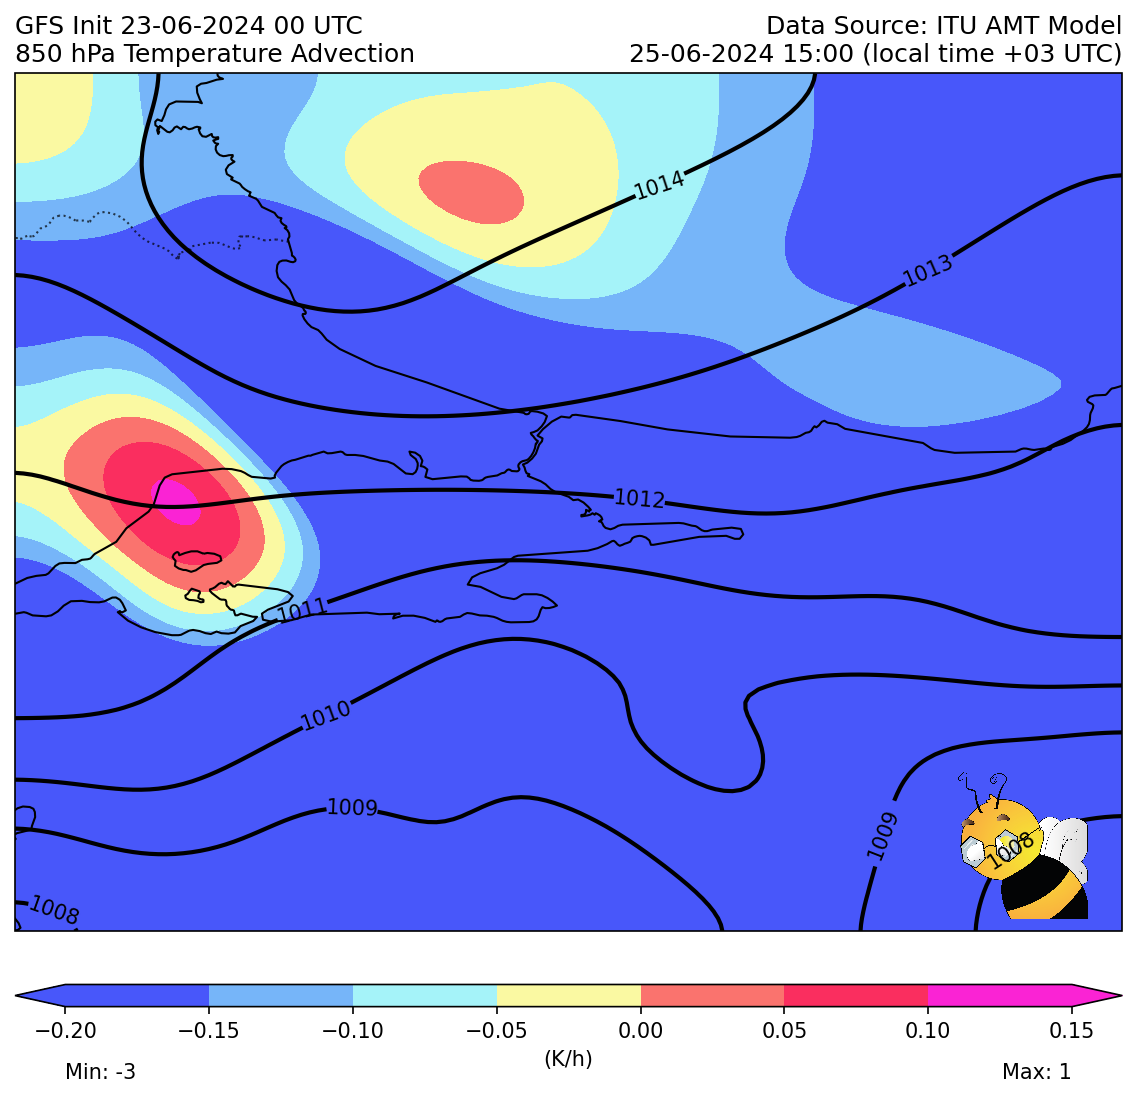 GFS Init 23-06-2024 00 UTC
Data Source: ITU AMT Model
850 hPa Temperature Advection
25-06-2024 15:00 (local time +03 UTC)
1014
1013
1012
1011
1010
1009
1009
1008
1008
−0.20 −0.15 −0.10 −0.05 0.00 0.05 0.10 0.15
(K/h)
Min: -3
Max: 1